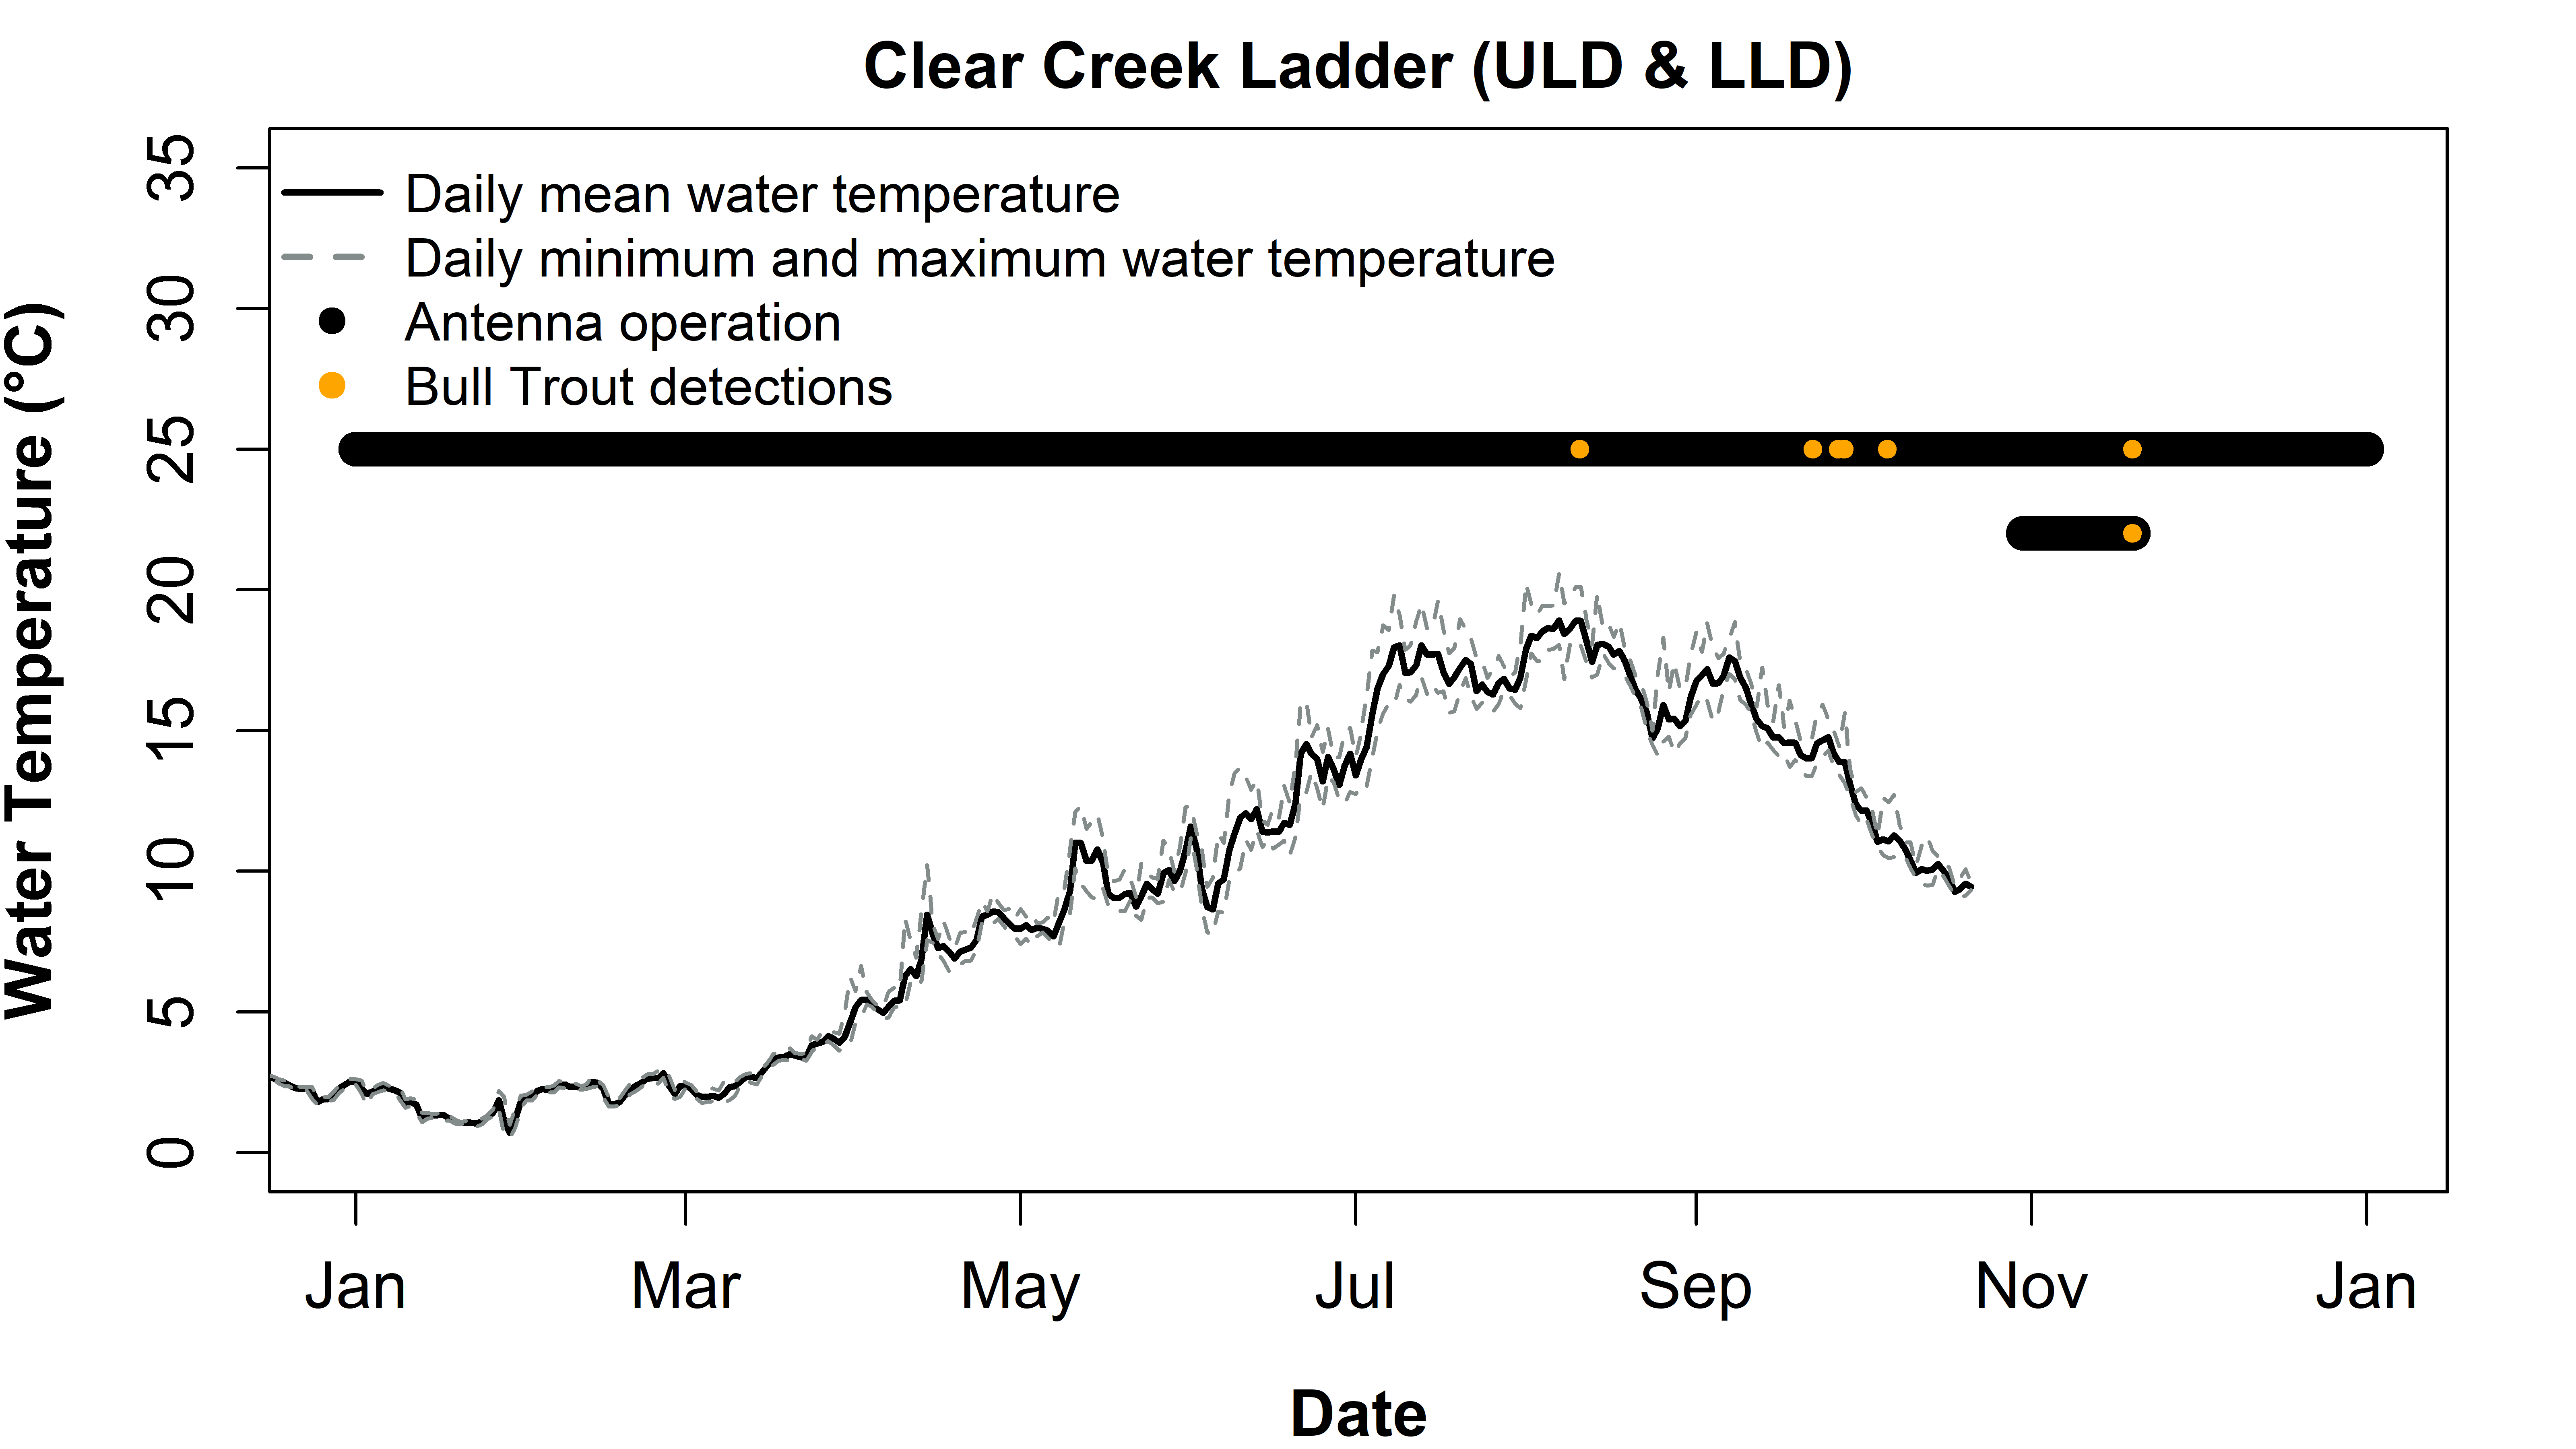 Clear Creek Ladder (ULD & LLD)
Daily mean water temperature
Daily minimum and maximum water temperature
Antenna operation
Bull Trout detections
Water Temperature (°C)
35
30
25
20
15
10
5
0
Jan
Mar
May
Jul
Sep
Nov
Jan
Date